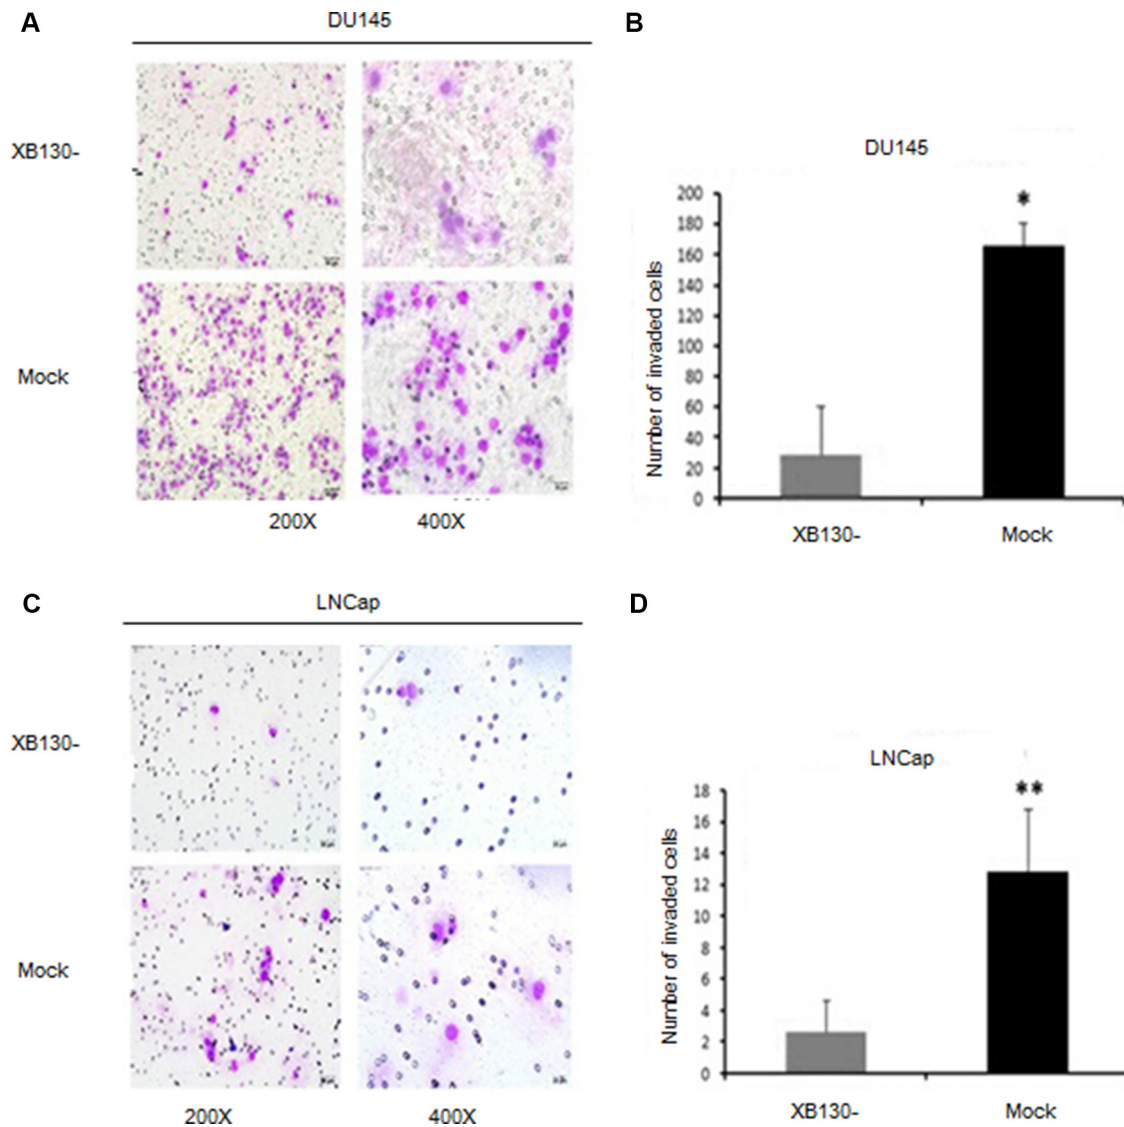 A
DU145
XB130-
Mock
200X
400X
B
DU145
Number of invaded cells
200
180
160
140
120
100
80
60
40
20
0
*
XB130-
Mock
C
LNCap
XB130-
Mock
200X
400X
D
LNCap
Number of invaded cells
18
16
14
12
10
8
6
4
2
0
**
XB130-
Mock